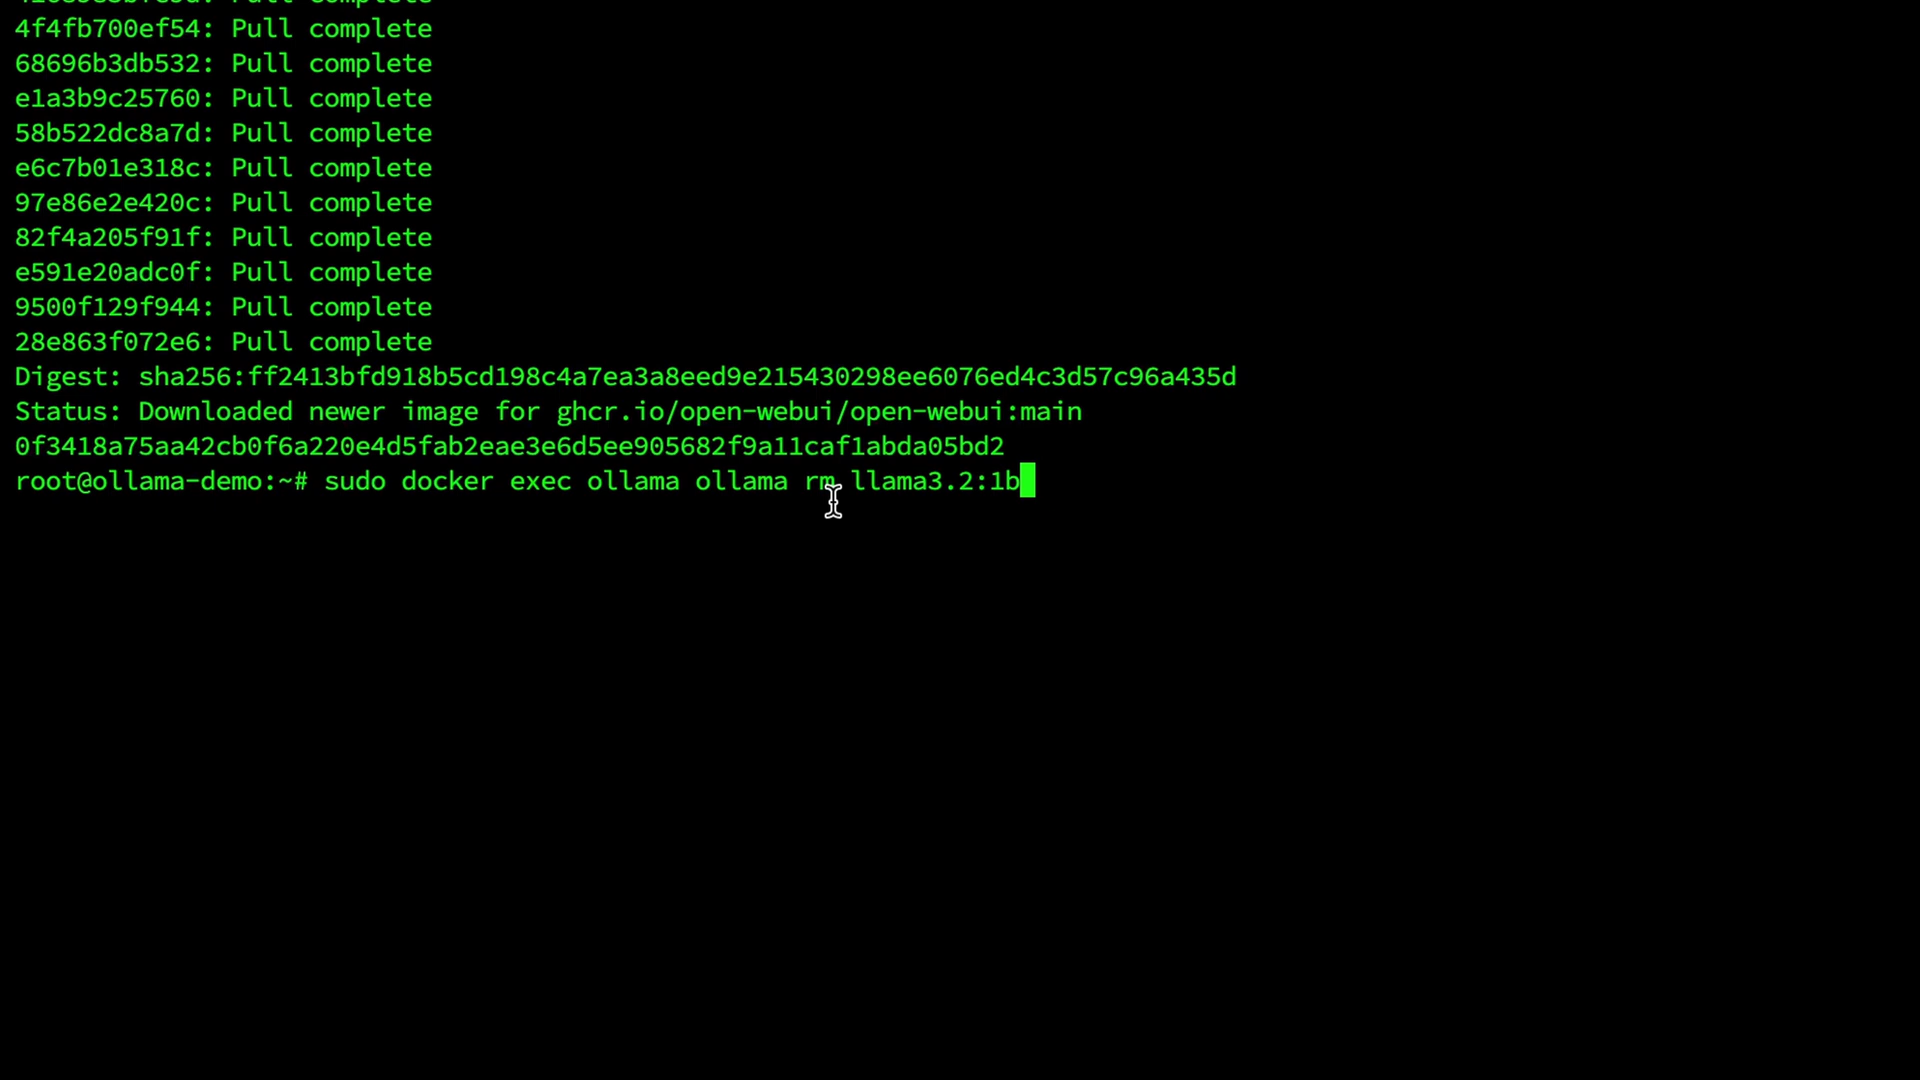 4f4fb700ef54: Pull complete
68696b3db532: Pull complete
e1a3b9c25760: Pull complete
58b522dc8a7d: Pull complete
e6c7b01e318c: Pull complete
97e86e2e420c: Pull complete
82f4a205f91f: Pull complete
e591e20adc0f: Pull complete
9500f129f944: Pull complete
28e863f072e6: Pull complete
Digest: sha256:ff2413bfd918b5cd198c4a7ea3a8eed9e215430298ee6076ed4c3d57c96a435d
Status: Downloaded newer image for ghcr.io/open-webui/open-webui:main
0f3418a75aa42cb0f6a220e4d5fab2eae3e6d5ee905682f9a11caf1abda05bd2
root@ollama-demo:~# sudo docker exec ollama ollama rm llama3.2:1b